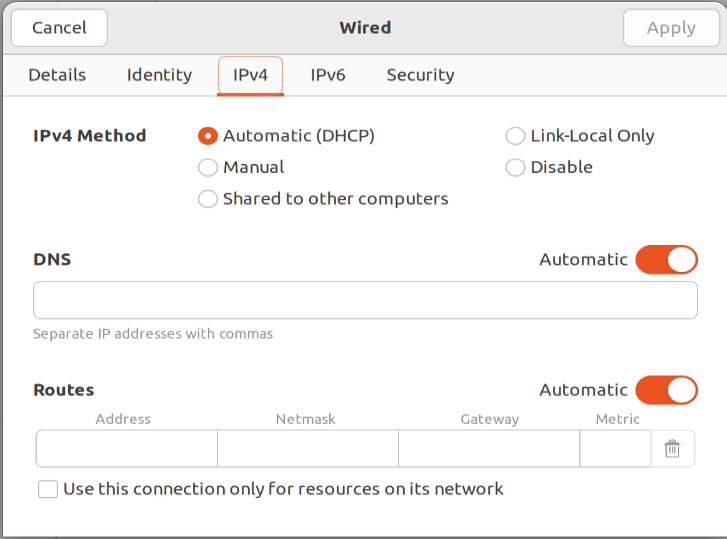 Cancel Wired Apply
Details Identity IPv4 IPv6 Security
IPv4 Method Automatic (DHCP) Link-Local Only
Manual Disable
Shared to other computers
DNS Automatic
Separate IP addresses with commas
Routes Automatic
Address Netmask Gateway Metric
Use this connection only for resources on its network